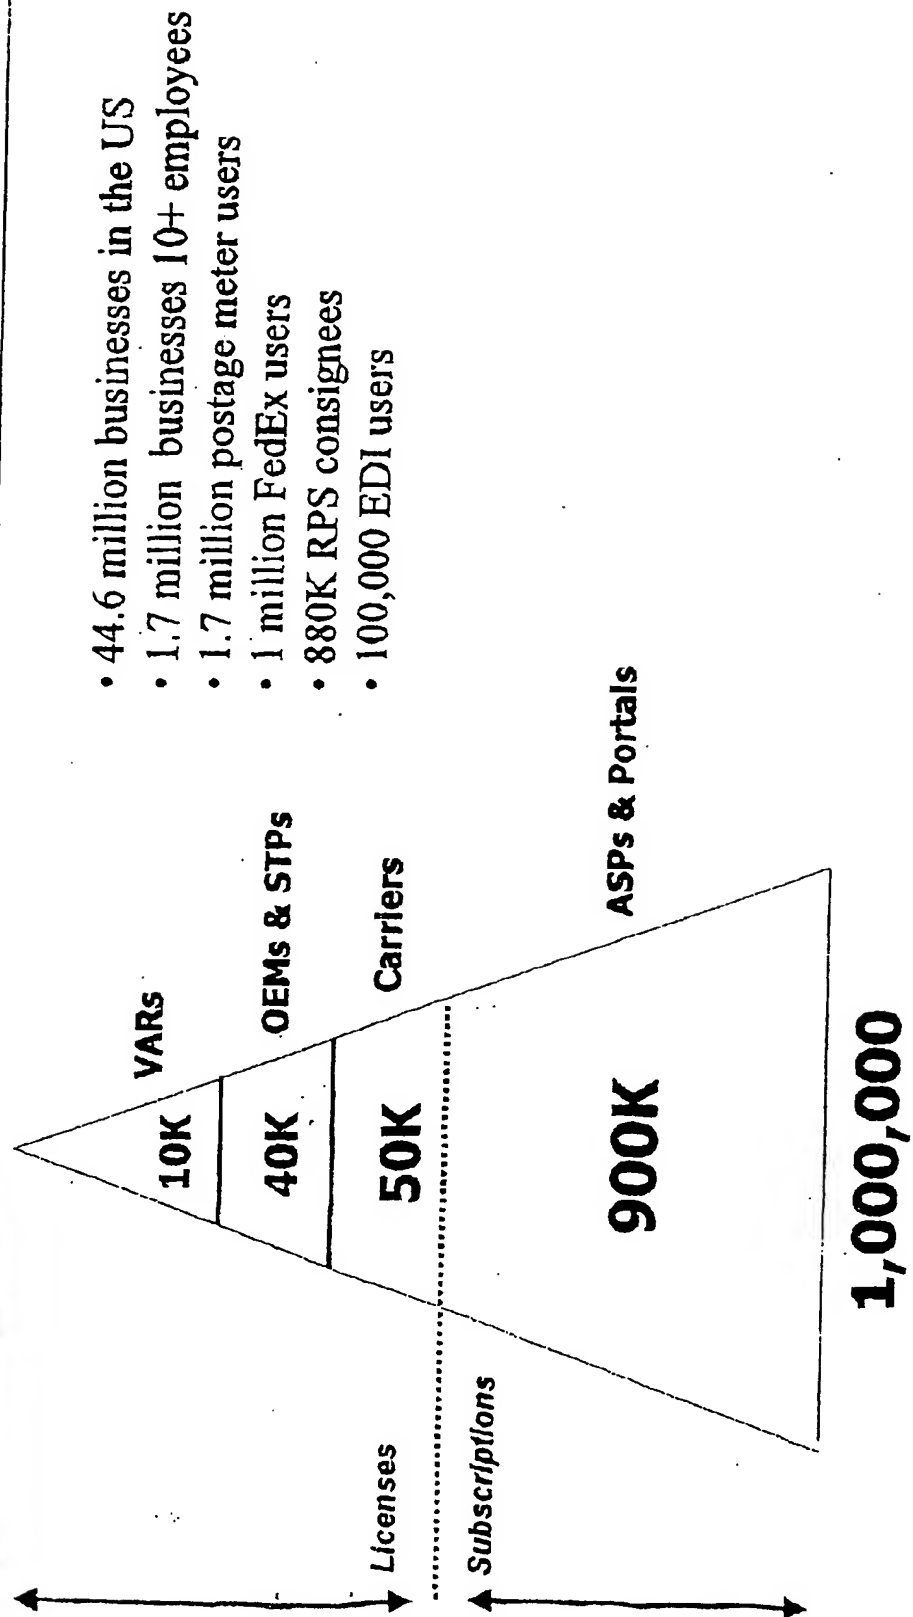 • 44.6 million businesses in the US
• 1.7 million businesses 10+ employees
• 1.7 million postage meter users
• 1 million FedEx users
• 880K RPS consignees
• 100,000 EDI users
VARs
10K
OEMs & STPs
40K
Carriers
50K
Licenses
Subscriptions
ASPs & Portals
900K
1,000,000